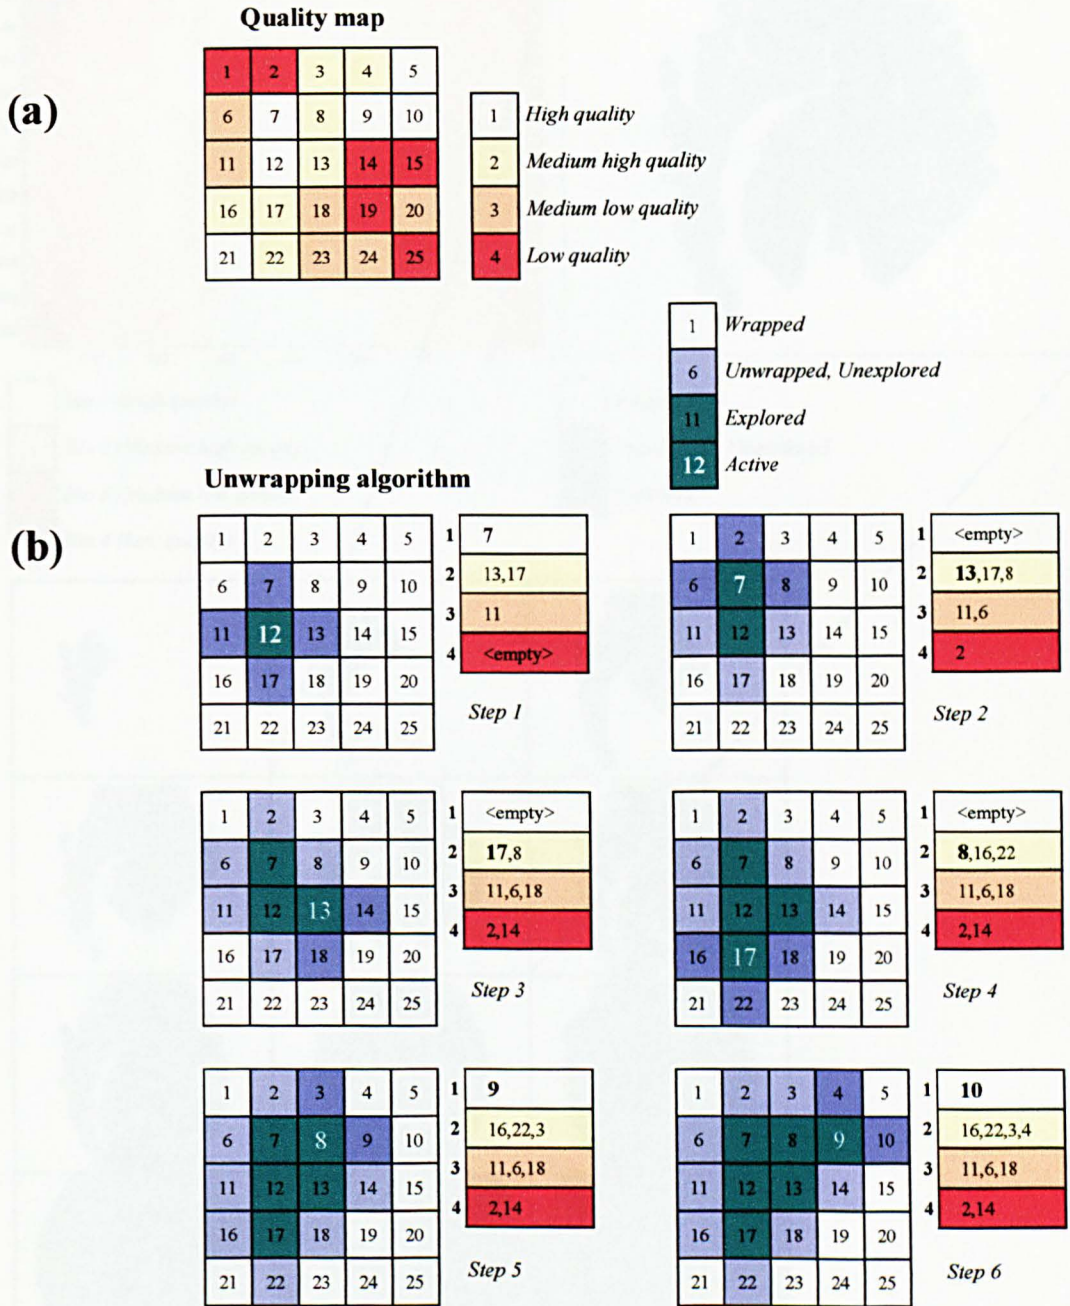 Quality map
(a)
1 2 3 4 5
6 7 8 9 10
11 12 13 14 15
16 17 18 19 20
21 22 23 24 25
1 High quality
2 Medium high quality
3 Medium low quality
4 Low quality
1 Wrapped
6 Unwrapped, Unexplored
11 Explored
12 Active
Unwrapping algorithm
(b)
1 2 3 4 5
6 7 8 9 10
11 12 13 14 15
16 17 18 19 20
21 22 23 24 25
1 7
2 13,17
3 11
4 <empty>
Step 1
1 2 3 4 5
6 7 8 9 10
11 12 13 14 15
16 17 18 19 20
21 22 23 24 25
1 <empty>
2 13,17,8
3 11,6
4 2
Step 2
1 2 3 4 5
6 7 8 9 10
11 12 13 14 15
16 17 18 19 20
21 22 23 24 25
1 <empty>
2 17,8
3 11,6,18
4 2,14
Step 3
1 2 3 4 5
6 7 8 9 10
11 12 13 14 15
16 17 18 19 20
21 22 23 24 25
1 <empty>
2 8,16,22
3 11,6,18
4 2,14
Step 4
1 2 3 4 5
6 7 8 9 10
11 12 13 14 15
16 17 18 19 20
21 22 23 24 25
1 9
2 16,22,3
3 11,6,18
4 2,14
Step 5
1 2 3 4 5
6 7 8 9 10
11 12 13 14 15
16 17 18 19 20
21 22 23 24 25
1 10
2 16,22,3,4
3 11,6,18
4 2,14
Step 6